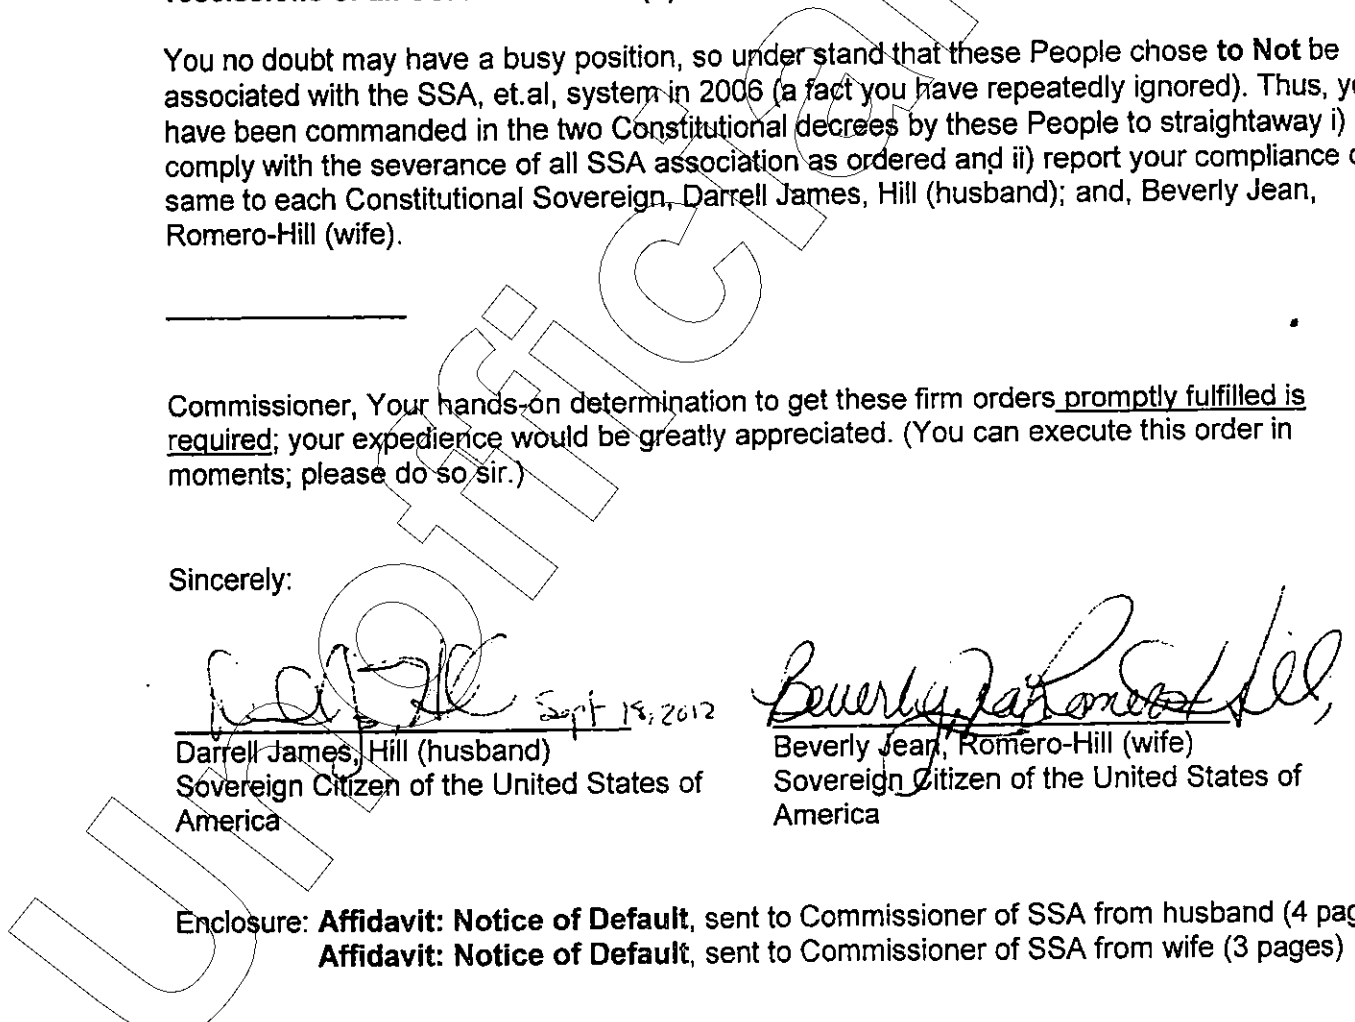 You no doubt may have a busy position, so under stand that these People chose to Not be
associated with the SSA, et.al, system in 2006 (a fact you have repeatedly ignored). Thus,
have been commanded in the two Constitutional decrees by these People to straightaway i)
comply with the severance of all SSA association as ordered and ii) report your compliance
same to each Constitutional Sovereign, Darrell James, Hill (husband); and, Beverly Jean,
Romero-Hill (wife).
Commissioner, Your hands-on determination to get these firm orders promptly fulfilled is
required; your expedience would be greatly appreciated. (You can execute this order in
moments; please do so sir.)
Sincerely:
Sept 18, 2012
Darrell James, Hill (husband)
Sovereign Citizen of the United States of
America
Beverly Jean, Romero-Hill (wife)
Sovereign Citizen of the United States of
America
Enclosure: Affidavit: Notice of Default, sent to Commissioner of SSA from husband (4
Affidavit: Notice of Default, sent to Commissioner of SSA from wife (3 pages)
Unofficial